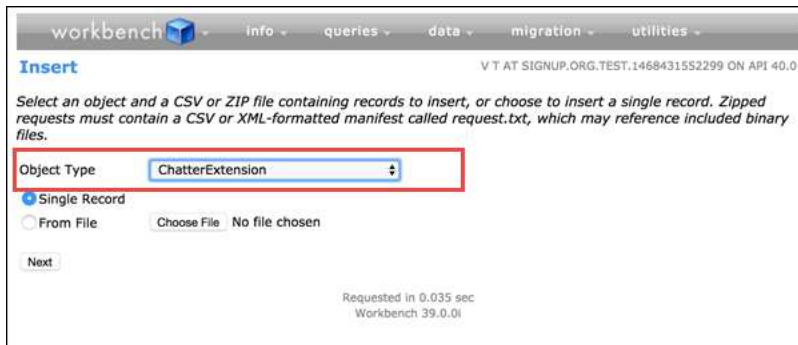 workbench info queries data migration utilities
Insert V T AT SIGNUP.ORG.TEST.1468431552299 ON API 40.0
Select an object and a CSV or ZIP file containing records to insert, or choose to insert a single record. Zipped
requests must contain a CSV or XML-formatted manifest called request.txt, which may reference included binary
files.
Object Type ChatterExtension
Single Record
From File Choose File No file chosen
Next
Requested in 0.035 sec
Workbench 39.0.0i